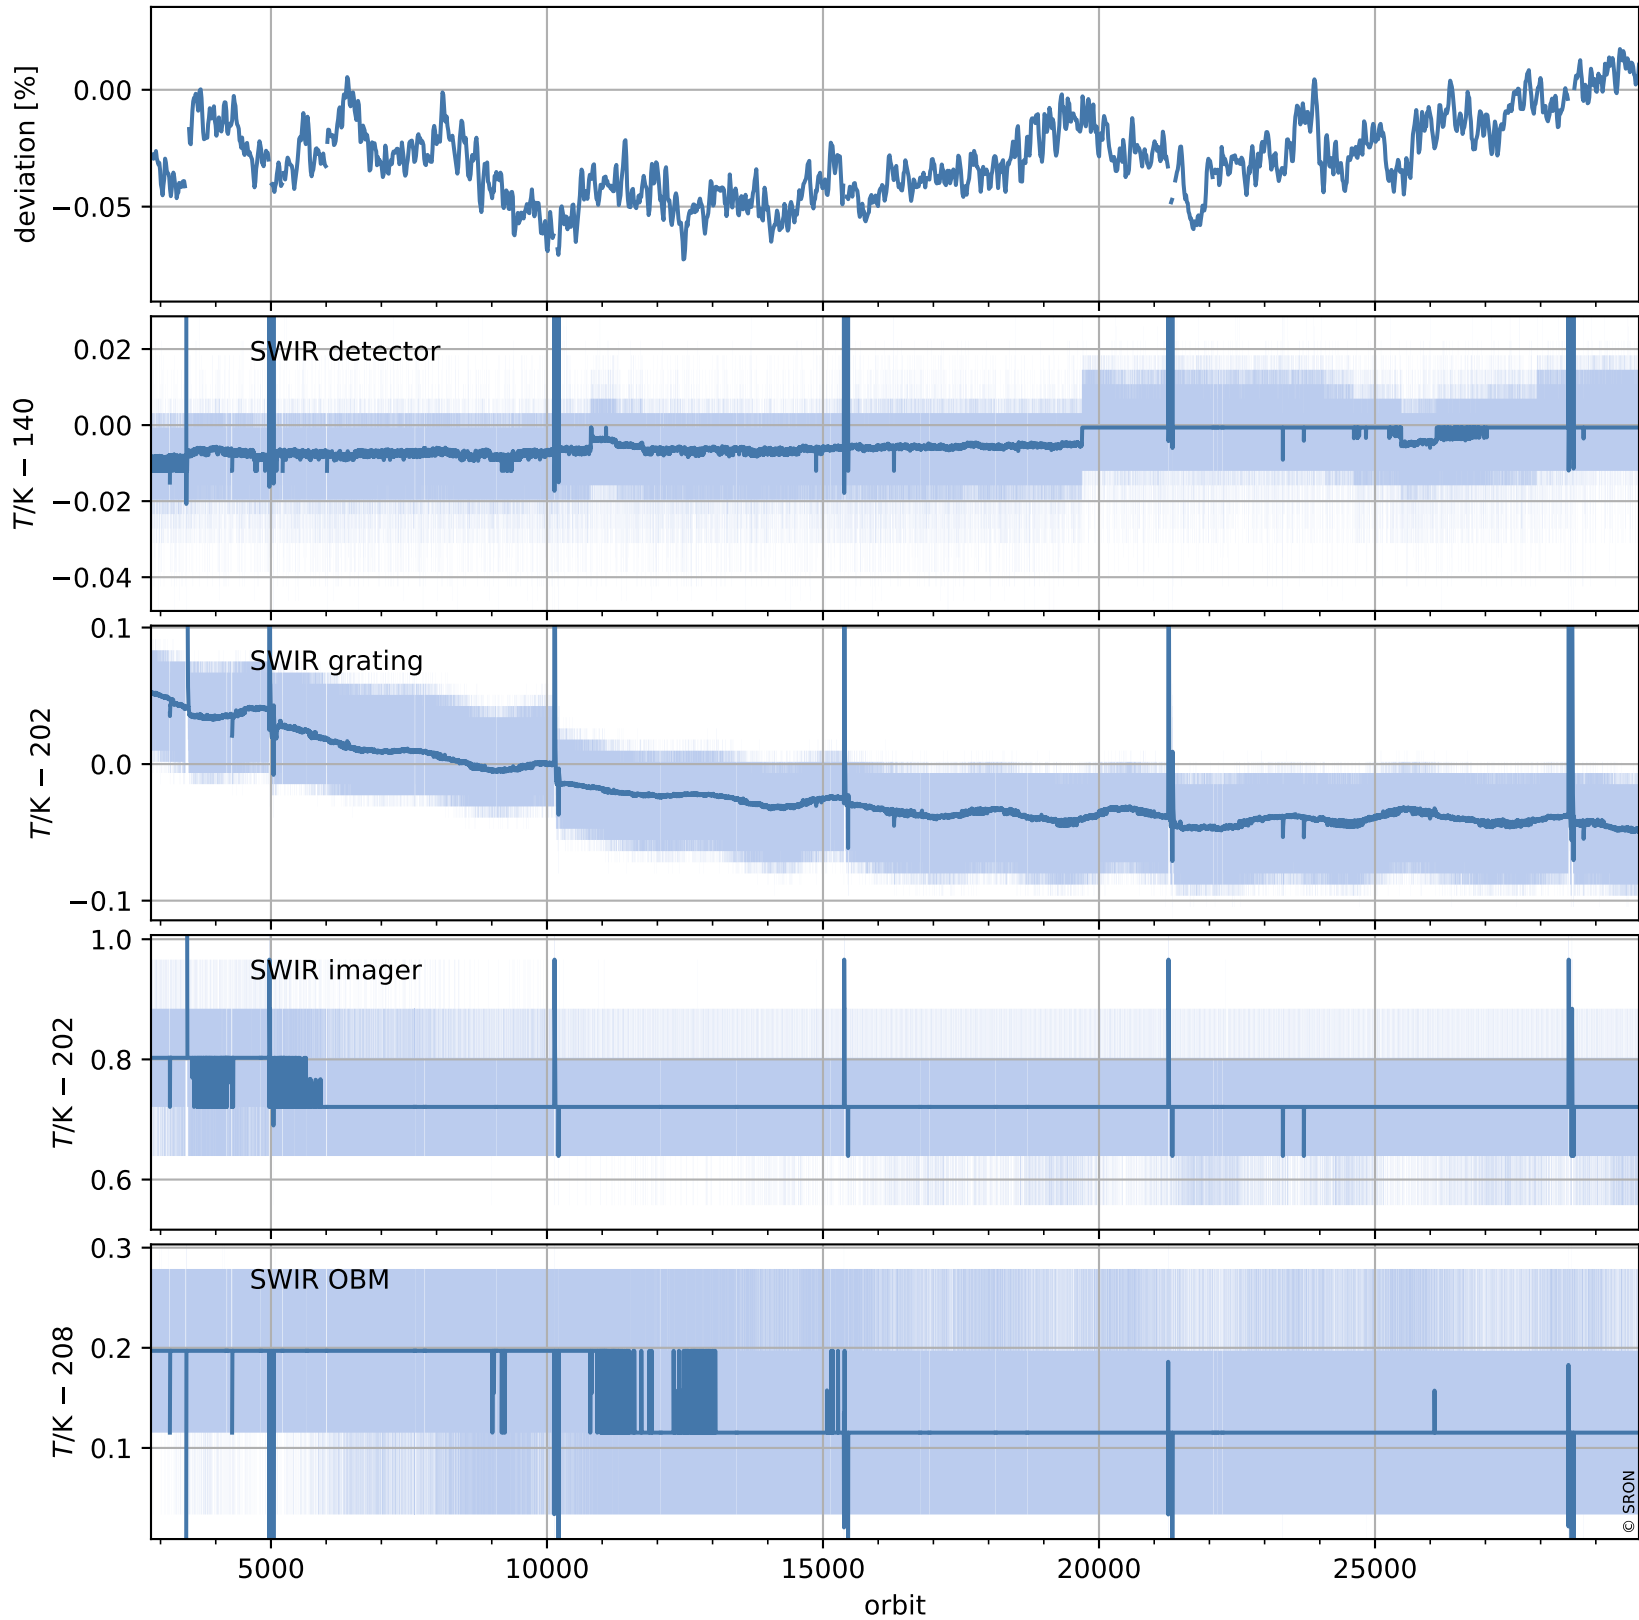 deviation [%]
0.00
−0.05
T/K − 140
SWIR detector
0.02
0.00
−0.02
−0.04
T/K − 202
SWIR grating
0.1
0.0
−0.1
T/K − 202
SWIR imager
1.0
0.8
0.6
T/K − 208
SWIR OBM
0.3
0.2
0.1
© SRON
5000 10000 15000 20000 25000
orbit